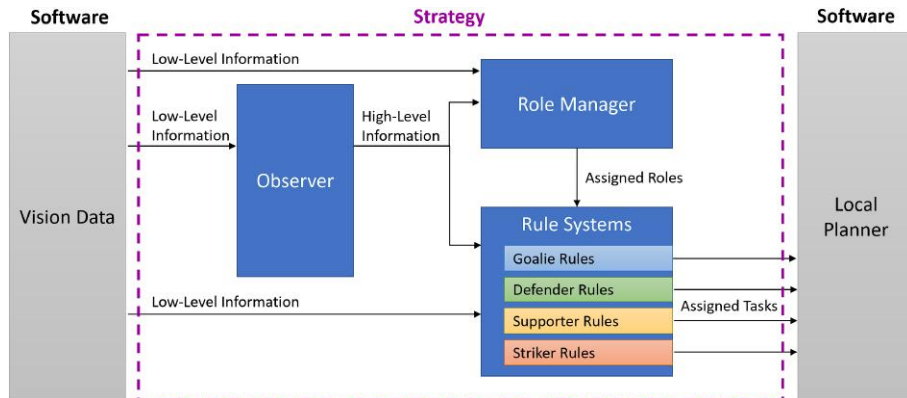 Software
Strategy
Software
Low-Level Information
Role Manager
Low-Level
Information
High-Level
Information
Observer
Assigned Roles
Vision Data
Local
Planner
Rule Systems
Goalie Rules
Defender Rules
Low-Level Information
Assigned Tasks
Supporter Rules
Striker Rules